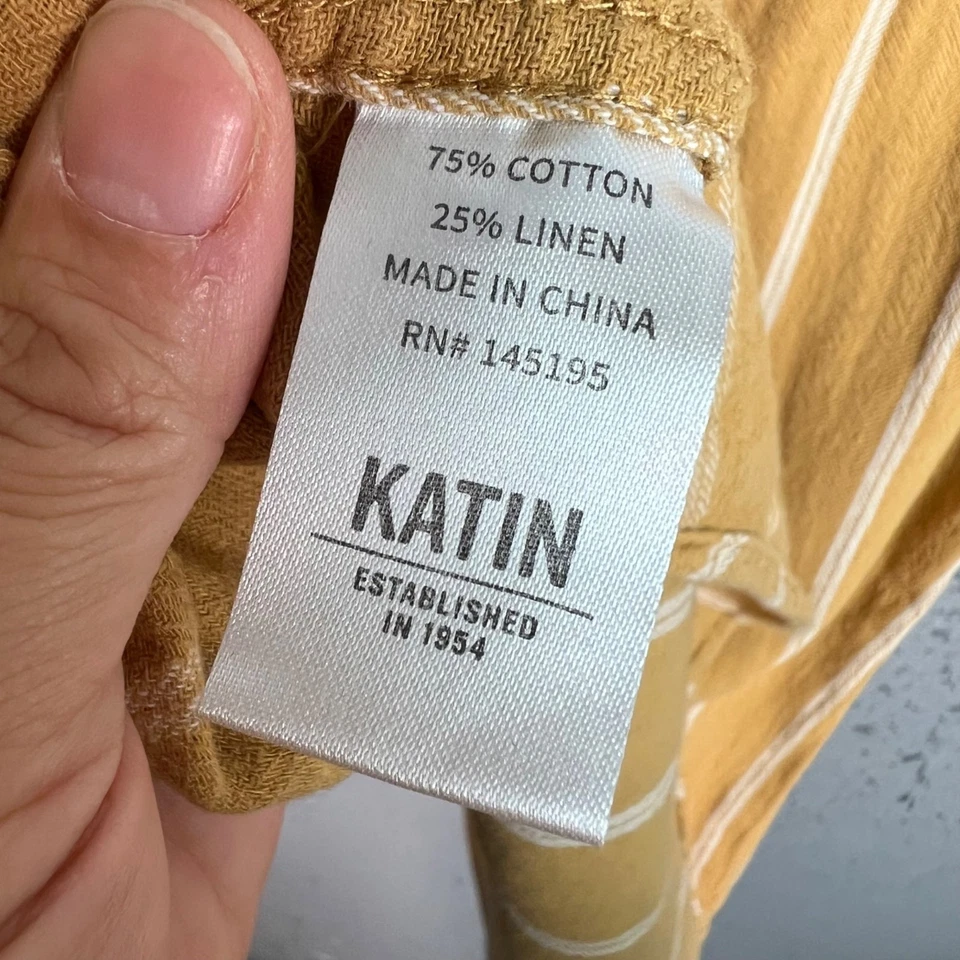 75% COTTON
25% LINEN
MADE IN CHINA
RN# 145195
KATIN
ESTABLISHED
IN 1954